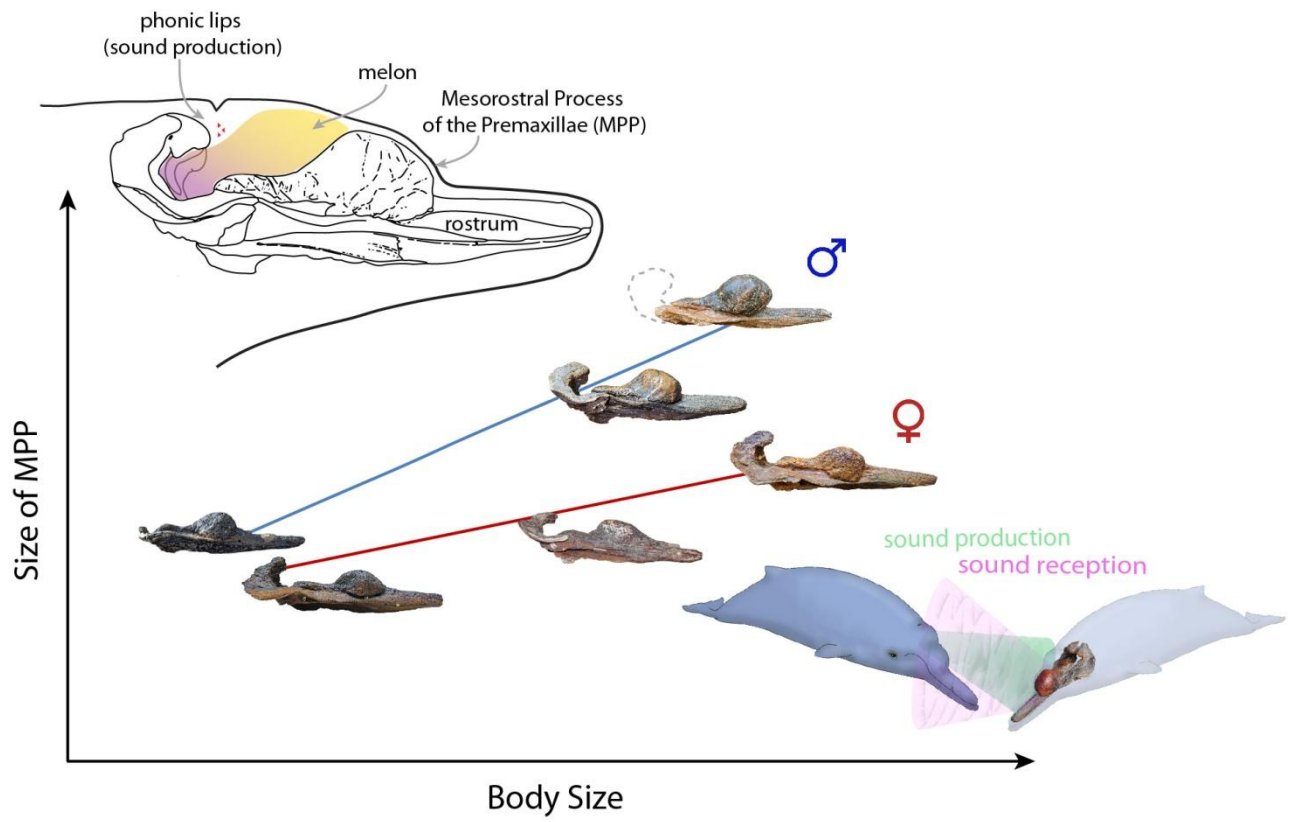 phonic lips
(sound production)
melon
Mesorostral Process
of the Premaxillae (MPP)
rostrum
♂
♀
sound production
sound reception
Size of MPP
Body Size